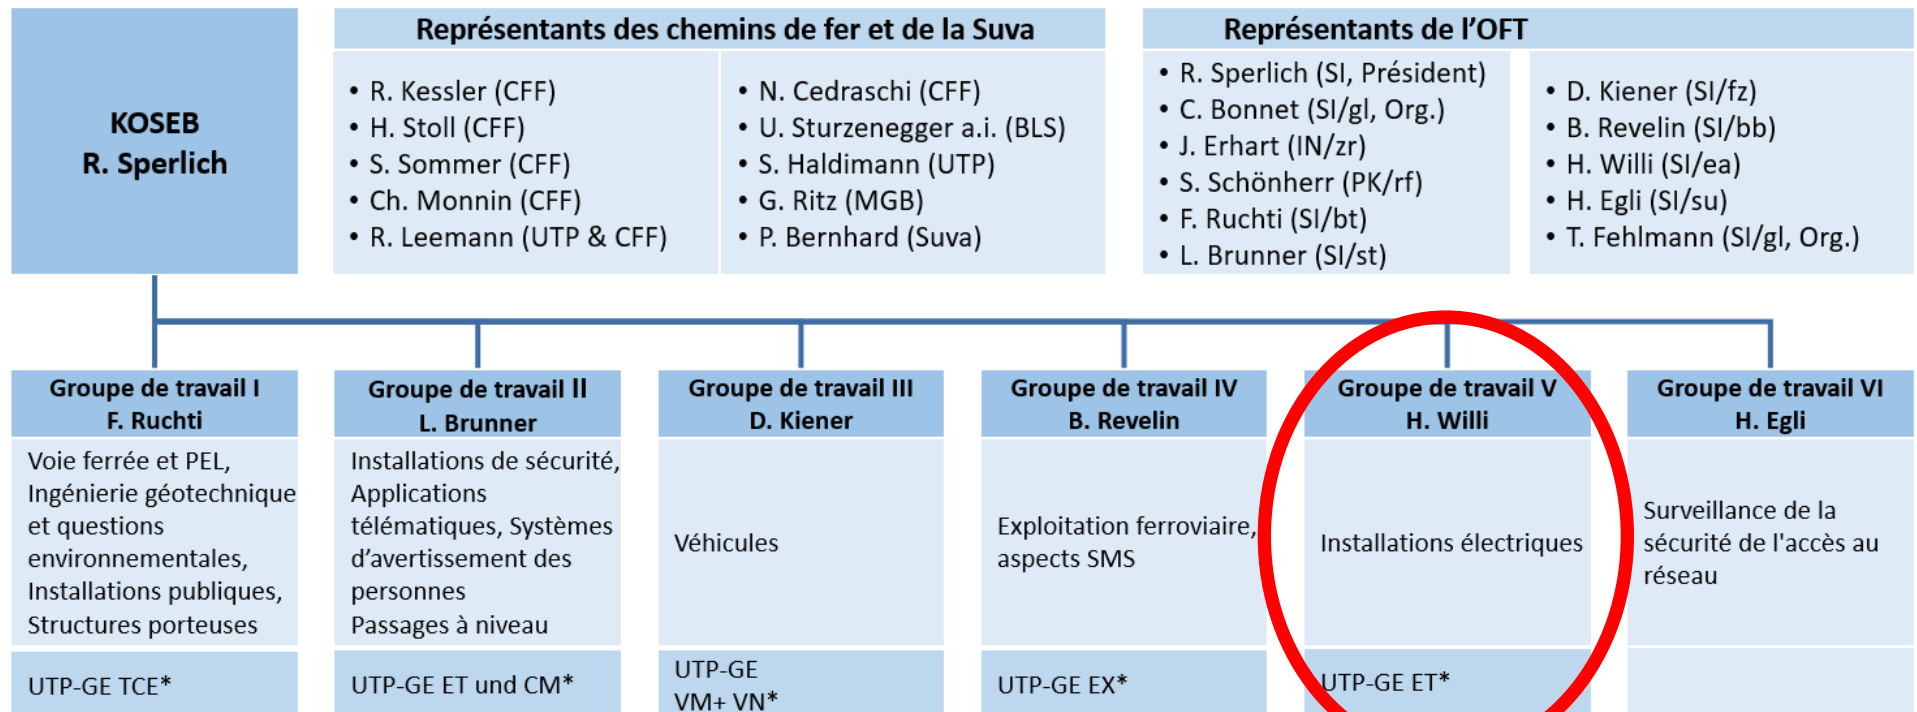 KOSEB
R. Sperlich
Représentants des chemins de fer et de la Suva
• R. Kessler (CFF)
• H. Stoll (CFF)
• S. Sommer (CFF)
• Ch. Monnin (CFF)
• R. Leemann (UTP & CFF)
• N. Cedraschi (CFF)
• U. Sturzenegger a.i. (BLS)
• S. Haldimann (UTP)
• G. Ritz (MGB)
• P. Bernhard (Suva)
Représentants de l’OFT
• R. Sperlich (SI, Président)
• C. Bonnet (SI/gl, Org.)
• J. Erhart (IN/zr)
• S. Schönherr (PK/rf)
• F. Ruchti (SI/bt)
• L. Brunner (SI/st)
• D. Kiener (SI/fz)
• B. Revelin (SI/bb)
• H. Willi (SI/ea)
• H. Egli (SI/su)
• T. Fehlmann (SI/gl, Org.)
Groupe de travail I
F. Ruchti
Voie ferrée et PEL,
Ingénierie géotechnique
et questions
environnementales,
Installations publiques,
Structures porteuses
UTP-GE TCE*
Groupe de travail II
L. Brunner
Installations de sécurité,
Applications
télématiques, Systèmes
d’avertissement des
personnes
Passages à niveau
UTP-GE ET und CM*
Groupe de travail III
D. Kiener
Véhicules
UTP-GE
VM+ VN*
Groupe de travail IV
B. Revelin
Exploitation ferroviaire,
aspects SMS
UTP-GE EX*
Groupe de travail V
H. Willi
Installations électriques
UTP-GE ET*
Groupe de travail VI
H. Egli
Surveillance de la
sécurité de l'accès au
réseau